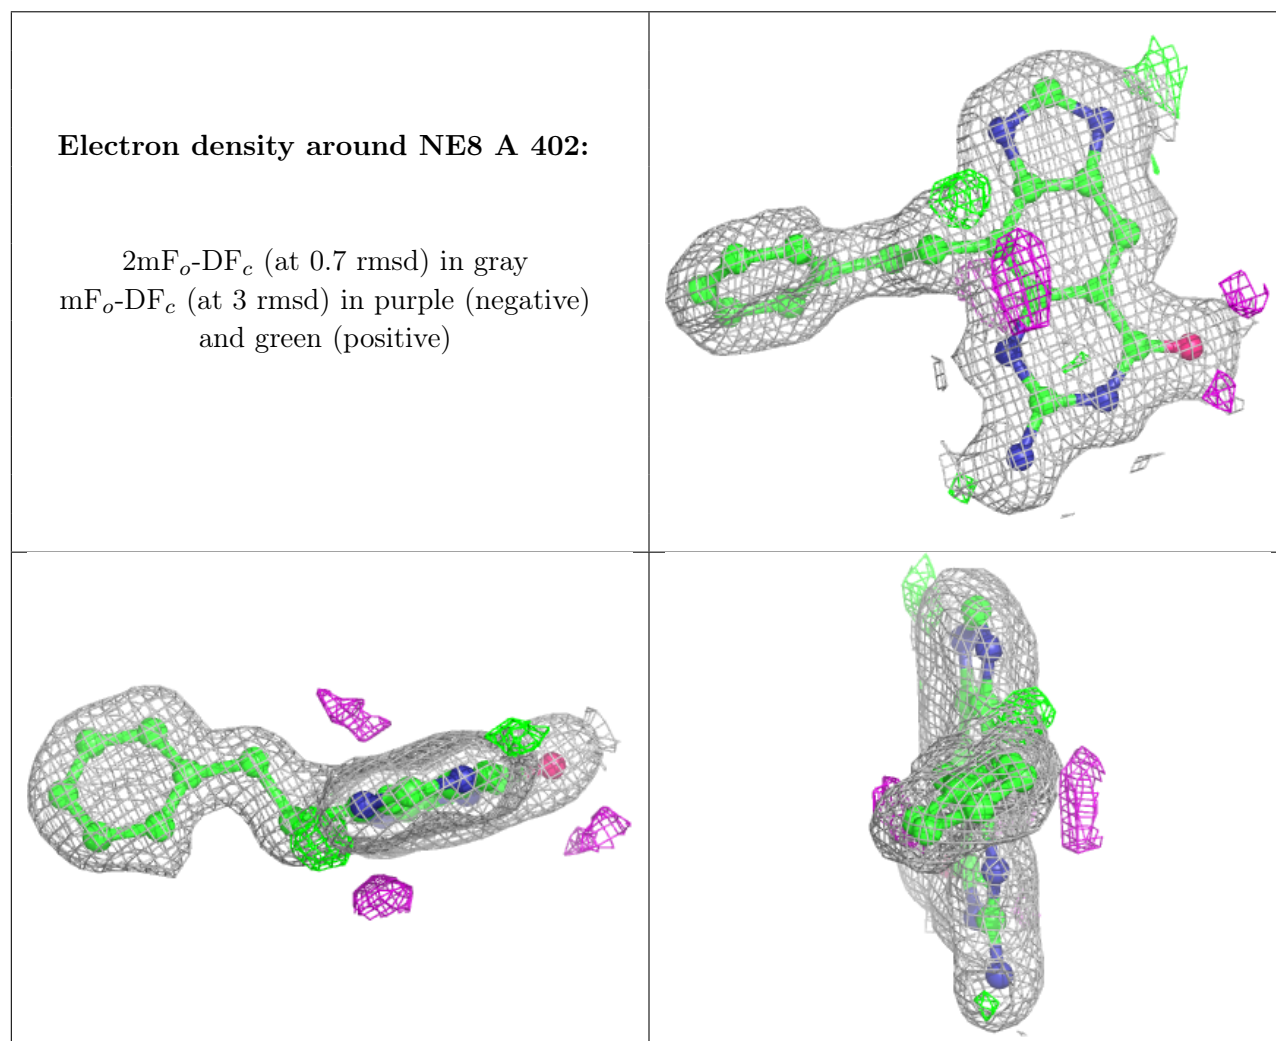 Electron density around NE8 A 402:
2mFo-DFc (at 0.7 rmsd) in gray
mFo-DFc (at 3 rmsd) in purple (negative)
and green (positive)